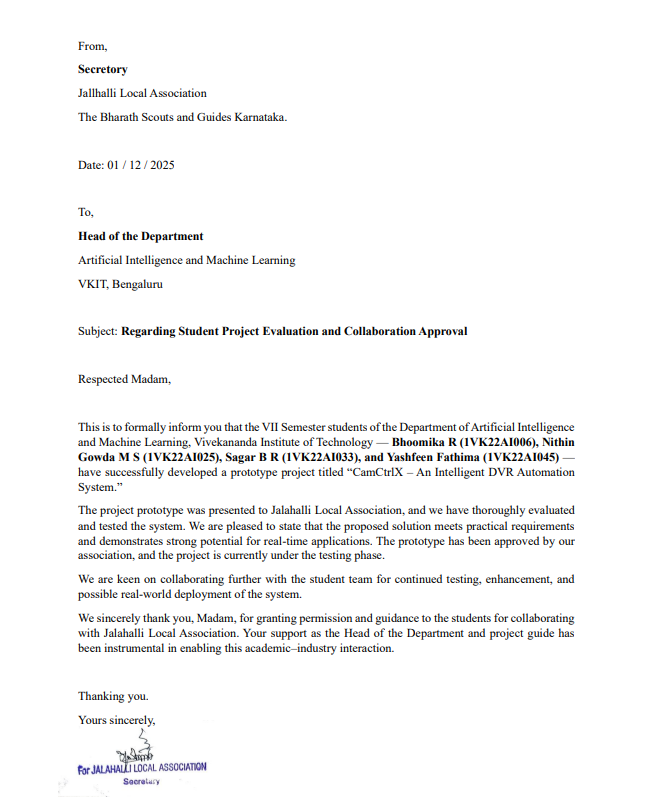 From,
Secretory
Jallhalli Local Association
The Bharath Scouts and Guides Karnataka.
Date: 01 / 12 / 2025
To,
Head of the Department
Artificial Intelligence and Machine Learning
VKIT, Bengaluru
Subject: Regarding Student Project Evaluation and Collaboration Approval
Respected Madam,
This is to formally inform you that the VII Semester students of the Department of Artificial Intelligence
and Machine Learning, Vivekananda Institute of Technology — Bhoomika R (1VK22AI006), Nithin
Gowda M S (1VK22AI025), Sagar B R (1VK22AI033), and Yashfeen Fathima (1VK22AI045) —
have successfully developed a prototype project titled “CamCtrlX – An Intelligent DVR Automation
System.”
The project prototype was presented to Jalahalli Local Association, and we have thoroughly evaluated
and tested the system. We are pleased to state that the proposed solution meets practical requirements
and demonstrates strong potential for real-time applications. The prototype has been approved by our
association, and the project is currently under the testing phase.
We are keen on collaborating further with the student team for continued testing, enhancement, and
possible real-world deployment of the system.
We sincerely thank you, Madam, for granting permission and guidance to the students for collaborating
with Jalahalli Local Association. Your support as the Head of the Department and project guide has
been instrumental in enabling this academic–industry interaction.
Thanking you.
Yours sincerely,
For JALAHALLI LOCAL ASSOCIATION
Secretary